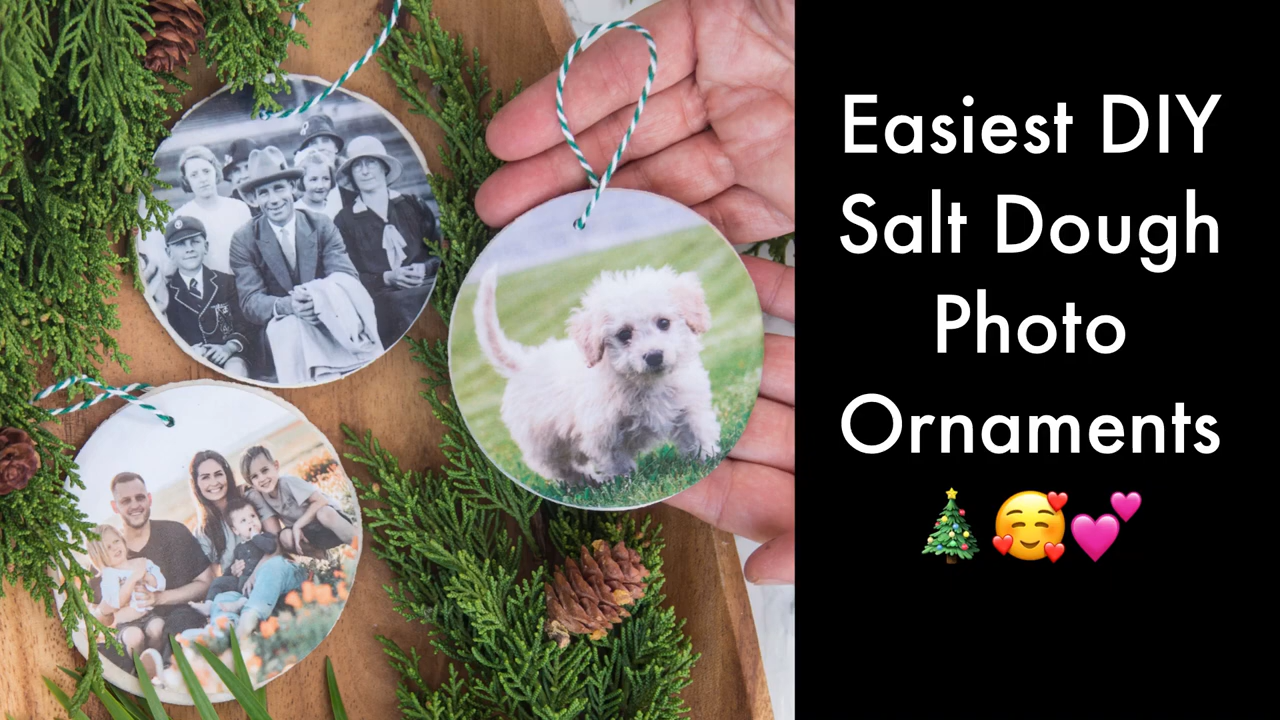 Easiest DIY
Salt Dough
Photo
Ornaments
🎄🥰💕